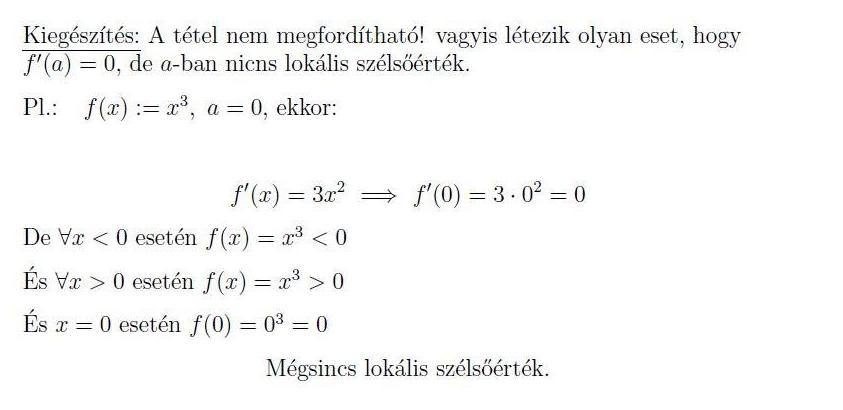 Kiegészítés: A tétel nem megfordítható! vagyis létezik olyan eset, hogy
f′(a) = 0, de a-ban nicns lokális szélsőérték.
Pl.: f(x) := x³, a = 0, ekkor:
f′(x) = 3x² ⟹ f′(0) = 3 · 0² = 0
De ∀x < 0 esetén f(x) = x³ < 0
És ∀x > 0 esetén f(x) = x³ > 0
És x = 0 esetén f(0) = 0³ = 0
Mégsincs lokális szélsőérték.